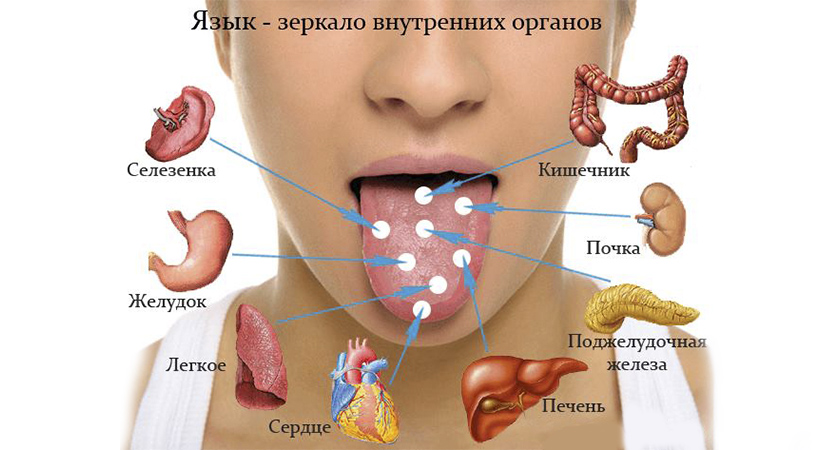 Язык - зеркало внутренних органов
Селезенка
Кишечник
Почка
Желудок
Поджелудочная
железа
Легкое
Печень
Сердце